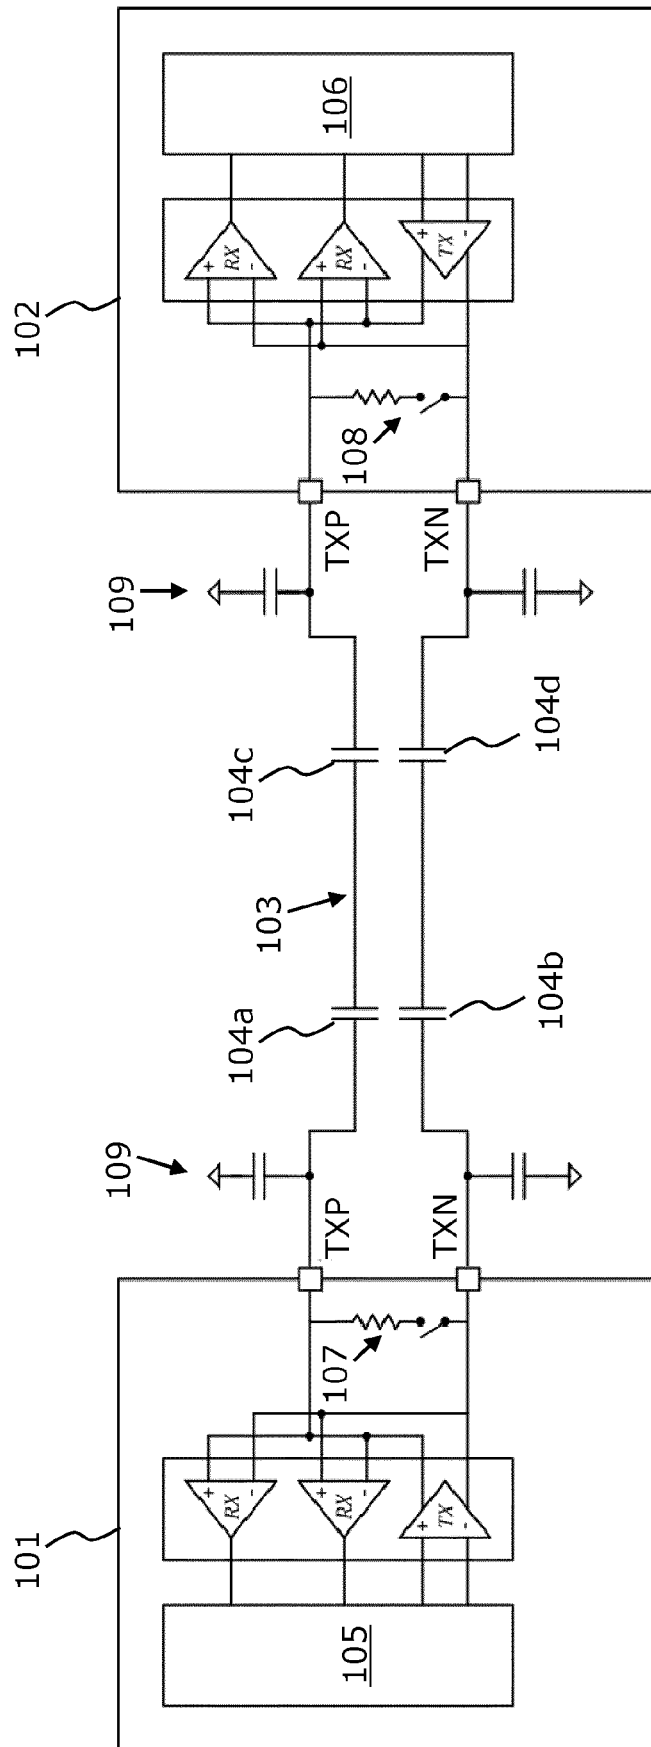 101
105
+
-
RX
+
-
RX
+
-
TX
107
TXP
TXN
109
104a
104b
103
104c
104d
109
TXP
TXN
102
108
+
-
RX
+
-
RX
+
-
TX
106